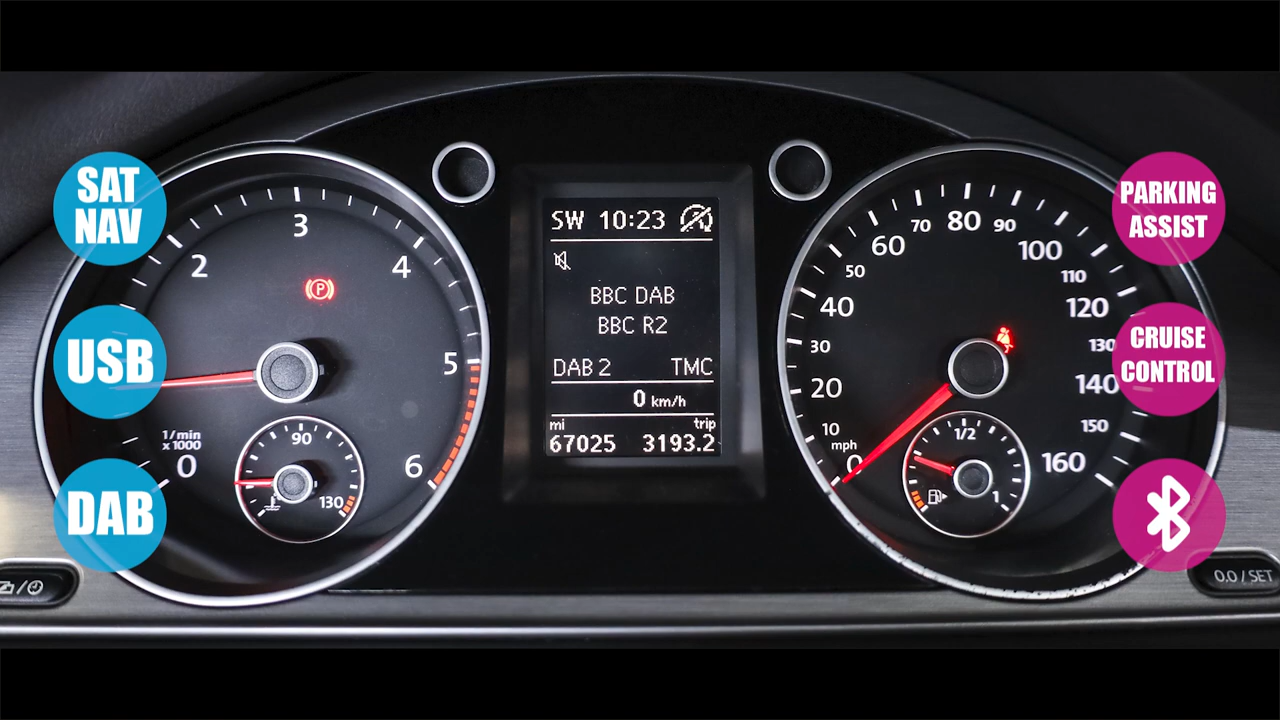 SAT
NAV
USB
DAB
1
2
3
4
5
6
0
1/min
x 1000
P
90
130
SW 10:23
BBC DAB
BBC R2
DAB 2 TMC
0 km/h
mi trip
67025 3193.2
0
10
20
30
40
50
60
70
80
90
100
110
120
130
140
150
160
mph
1/2
1
PARKING
ASSIST
CRUISE
CONTROL
0.0 / SET